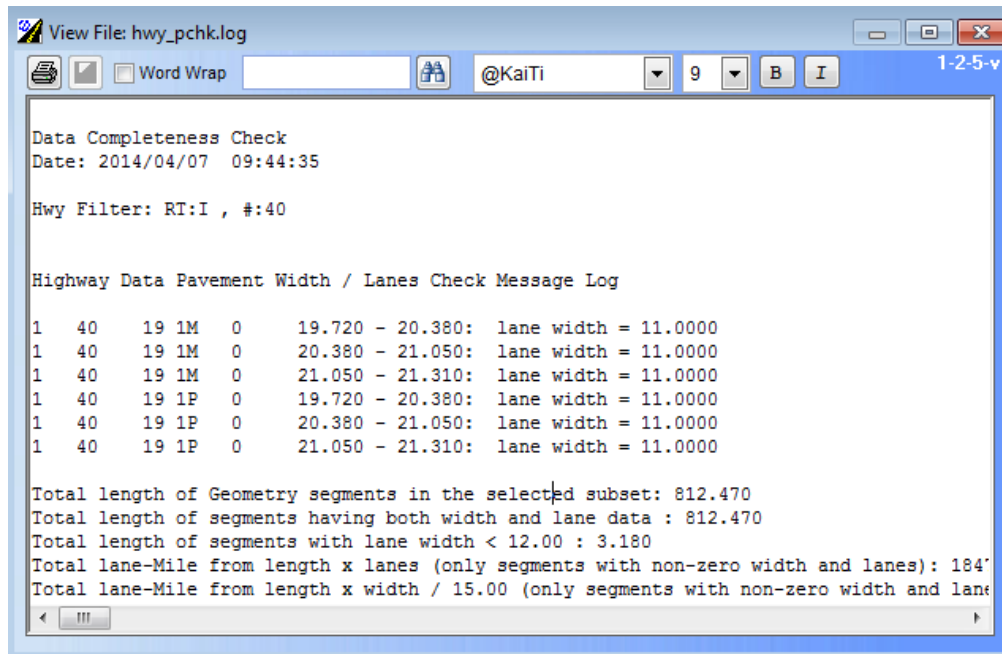 View File: hwy_pchk.log
Word Wrap @KaiTi 9 B I 1-2-5-v
Data Completeness Check
Date: 2014/04/07 09:44:35
Hwy Filter: RT:I , #:40
Highway Data Pavement Width / Lanes Check Message Log
1 40 19 1M 0 19.720 - 20.380: lane width = 11.0000
1 40 19 1M 0 20.380 - 21.050: lane width = 11.0000
1 40 19 1M 0 21.050 - 21.310: lane width = 11.0000
1 40 19 1P 0 19.720 - 20.380: lane width = 11.0000
1 40 19 1P 0 20.380 - 21.050: lane width = 11.0000
1 40 19 1P 0 21.050 - 21.310: lane width = 11.0000
Total length of Geometry segments in the selected subset: 812.470
Total length of segments having both width and lane data : 812.470
Total length of segments with lane width < 12.00 : 3.180
Total lane-Mile from length x lanes (only segments with non-zero width and lanes): 184
Total lane-Mile from length x width / 15.00 (only segments with non-zero width and lane